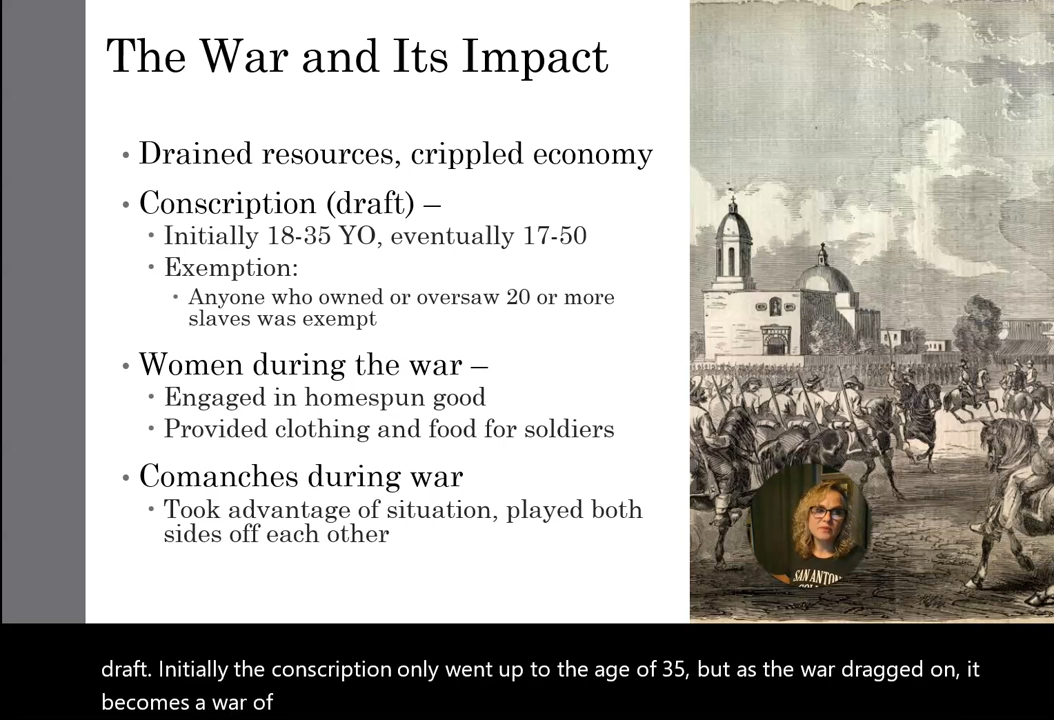 The War and Its Impact
• Drained resources, crippled economy
• Conscription (draft) –
• Initially 18-35 YO, eventually 17-50
• Exemption:
• Anyone who owned or oversaw 20 or more
slaves was exempt
• Women during the war –
• Engaged in homespun good
• Provided clothing and food for soldiers
• Comanches during war
• Took advantage of situation, played both
sides off each other
SAN ANTON
draft. Initially the conscription only went up to the age of 35, but as the war dragged on, it
becomes a war of